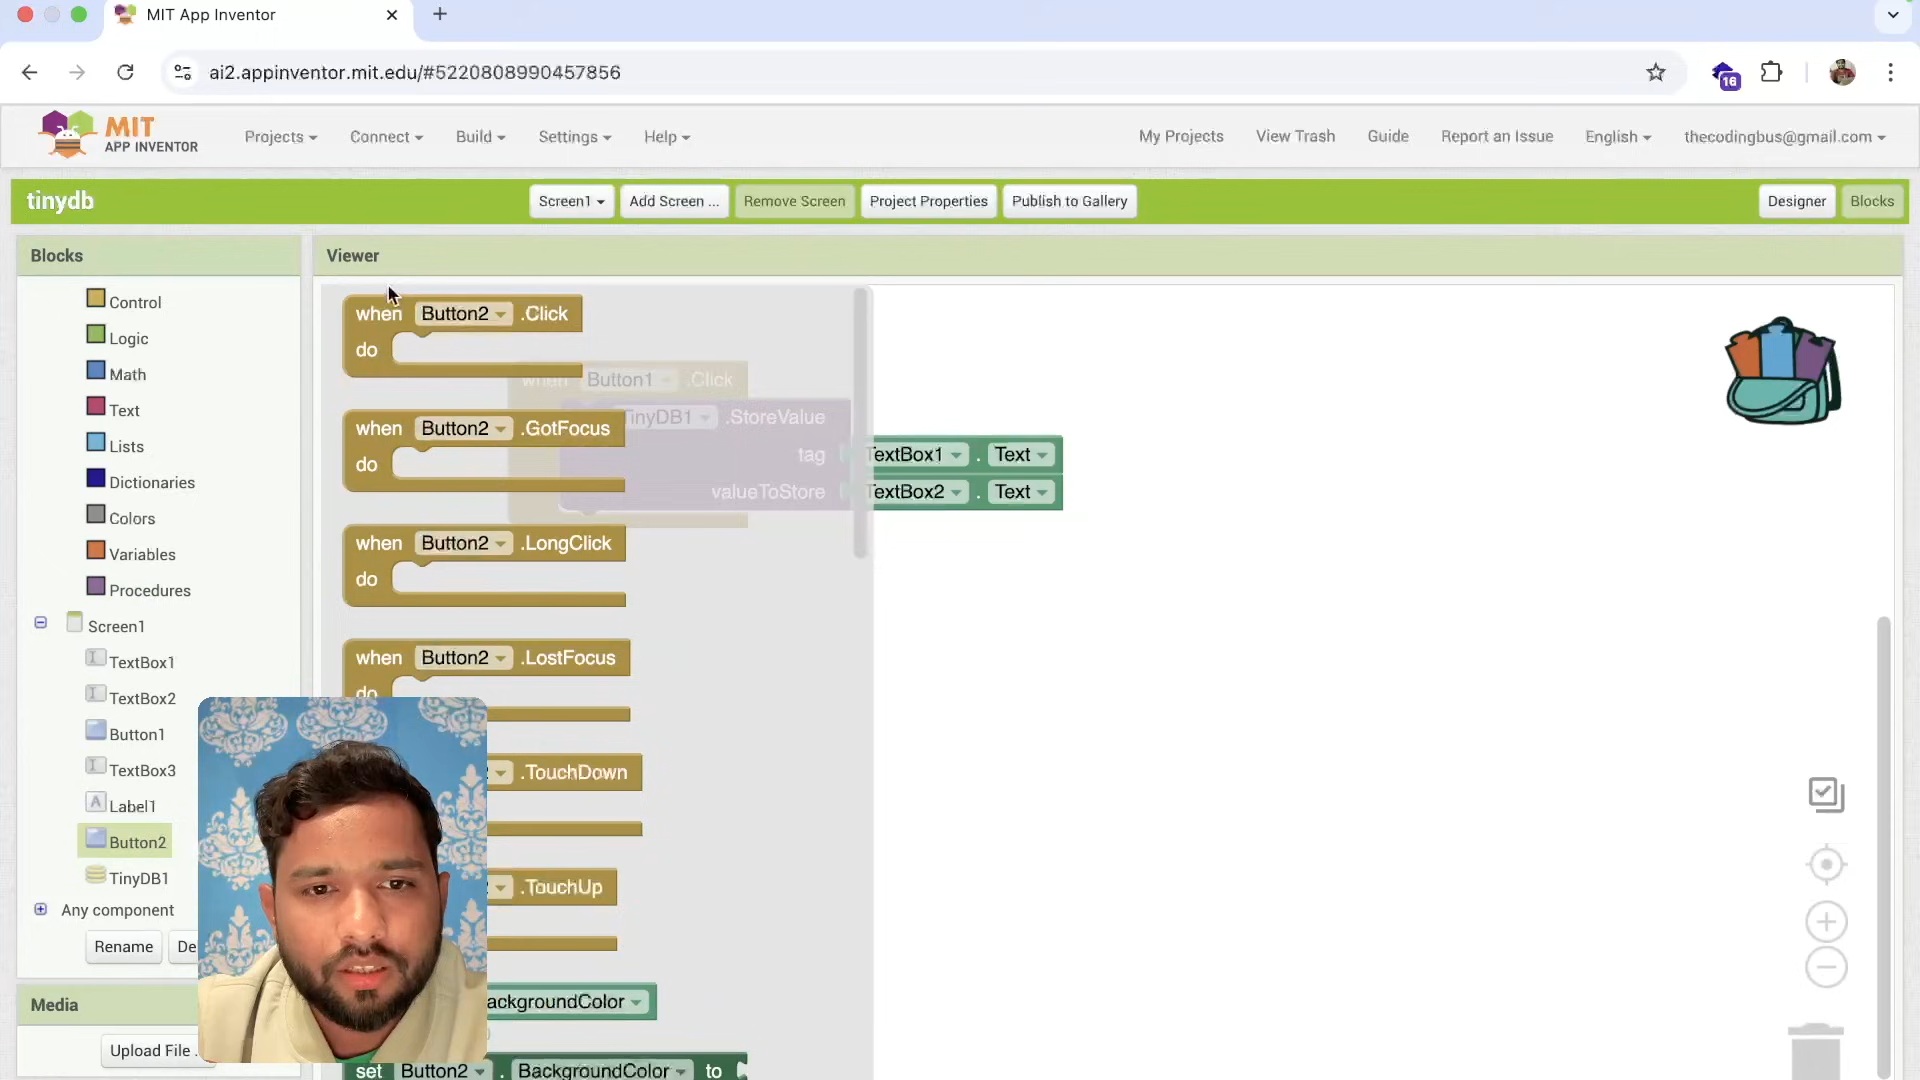 MIT App Inventor
ai2.appinventor.mit.edu/#5220808990457856
16
MIT
APP INVENTOR
Projects
Connect
Build
Settings
Help
My Projects
View Trash
Guide
Report an Issue
English
thecodingbus@gmail.com
tinydb
Screen1
Add Screen ...
Remove Screen
Project Properties
Publish to Gallery
Designer
Blocks
Blocks
Control
Logic
Math
Text
Lists
Dictionaries
Colors
Variables
Procedures
Screen1
TextBox1
TextBox2
Button1
TextBox3
Label1
Button2
TinyDB1
Any component
Rename
De
Media
Upload File .
Viewer
when Button2 .Click
do
when Button1 .Click
TinyDB1 .StoreValue
tag TextBox1 . Text
valueToStore TextBox2 . Text
when Button2 .GotFocus
do
when Button2 .LongClick
do
when Button2 .LostFocus
do
.TouchDown
.TouchUp
ackgroundColor
set Button2 . BackgroundColor to